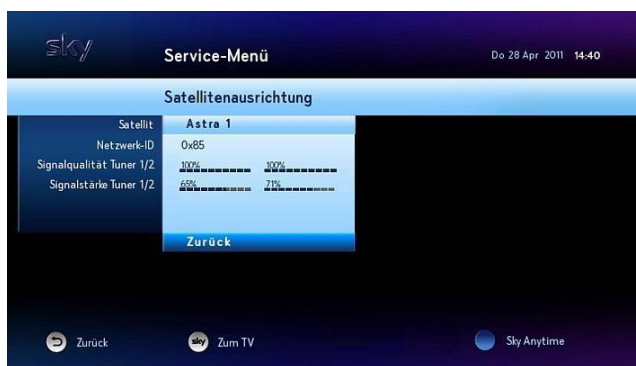 sky
Service-Menü
Do 28 Apr 2011 14:40
Satellitenausrichtung
Satellit Astra 1
Netzwerk-ID 0x85
Signalqualität Tuner 1/2 100% 100%
Signalstärke Tuner 1/2 65% 71%
Zurück
Zurück sky Zum TV Sky Anytime